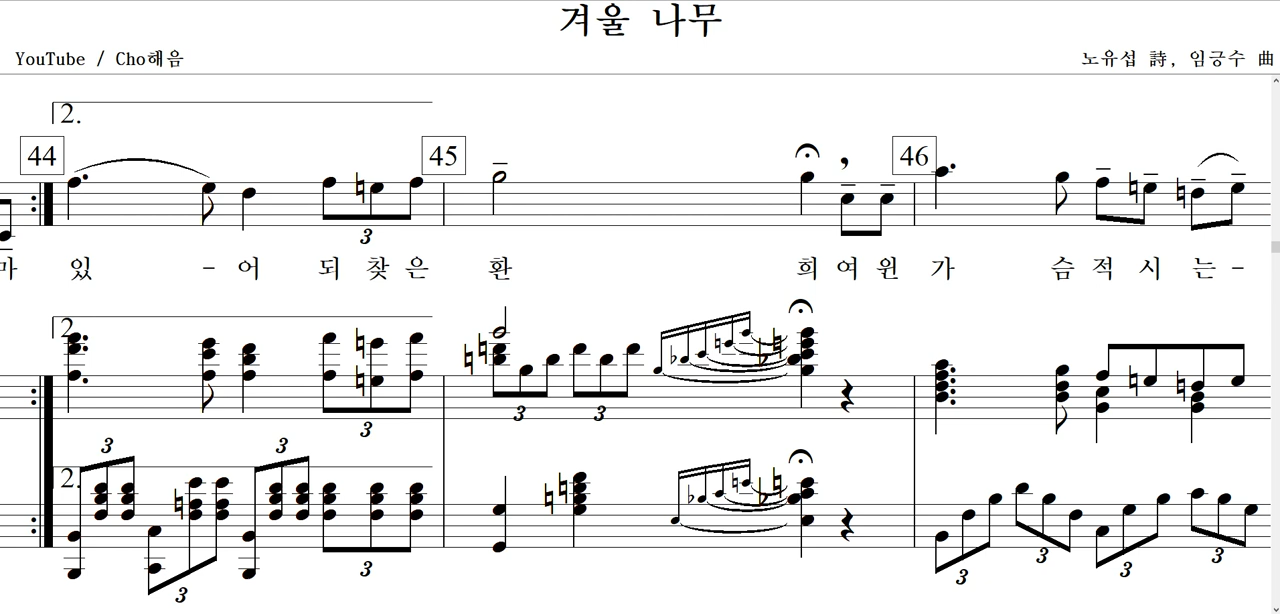 겨울 나무
YouTube / Cho해음
노유섭 詩, 임긍수 曲
2.
44 45 46
3
마 있 - 어 되 찾 은 환 희 여 윈 가 슴 적 시 는 -
2.
3 3 3
3 3
2.
3 3 3 3 3 3
3